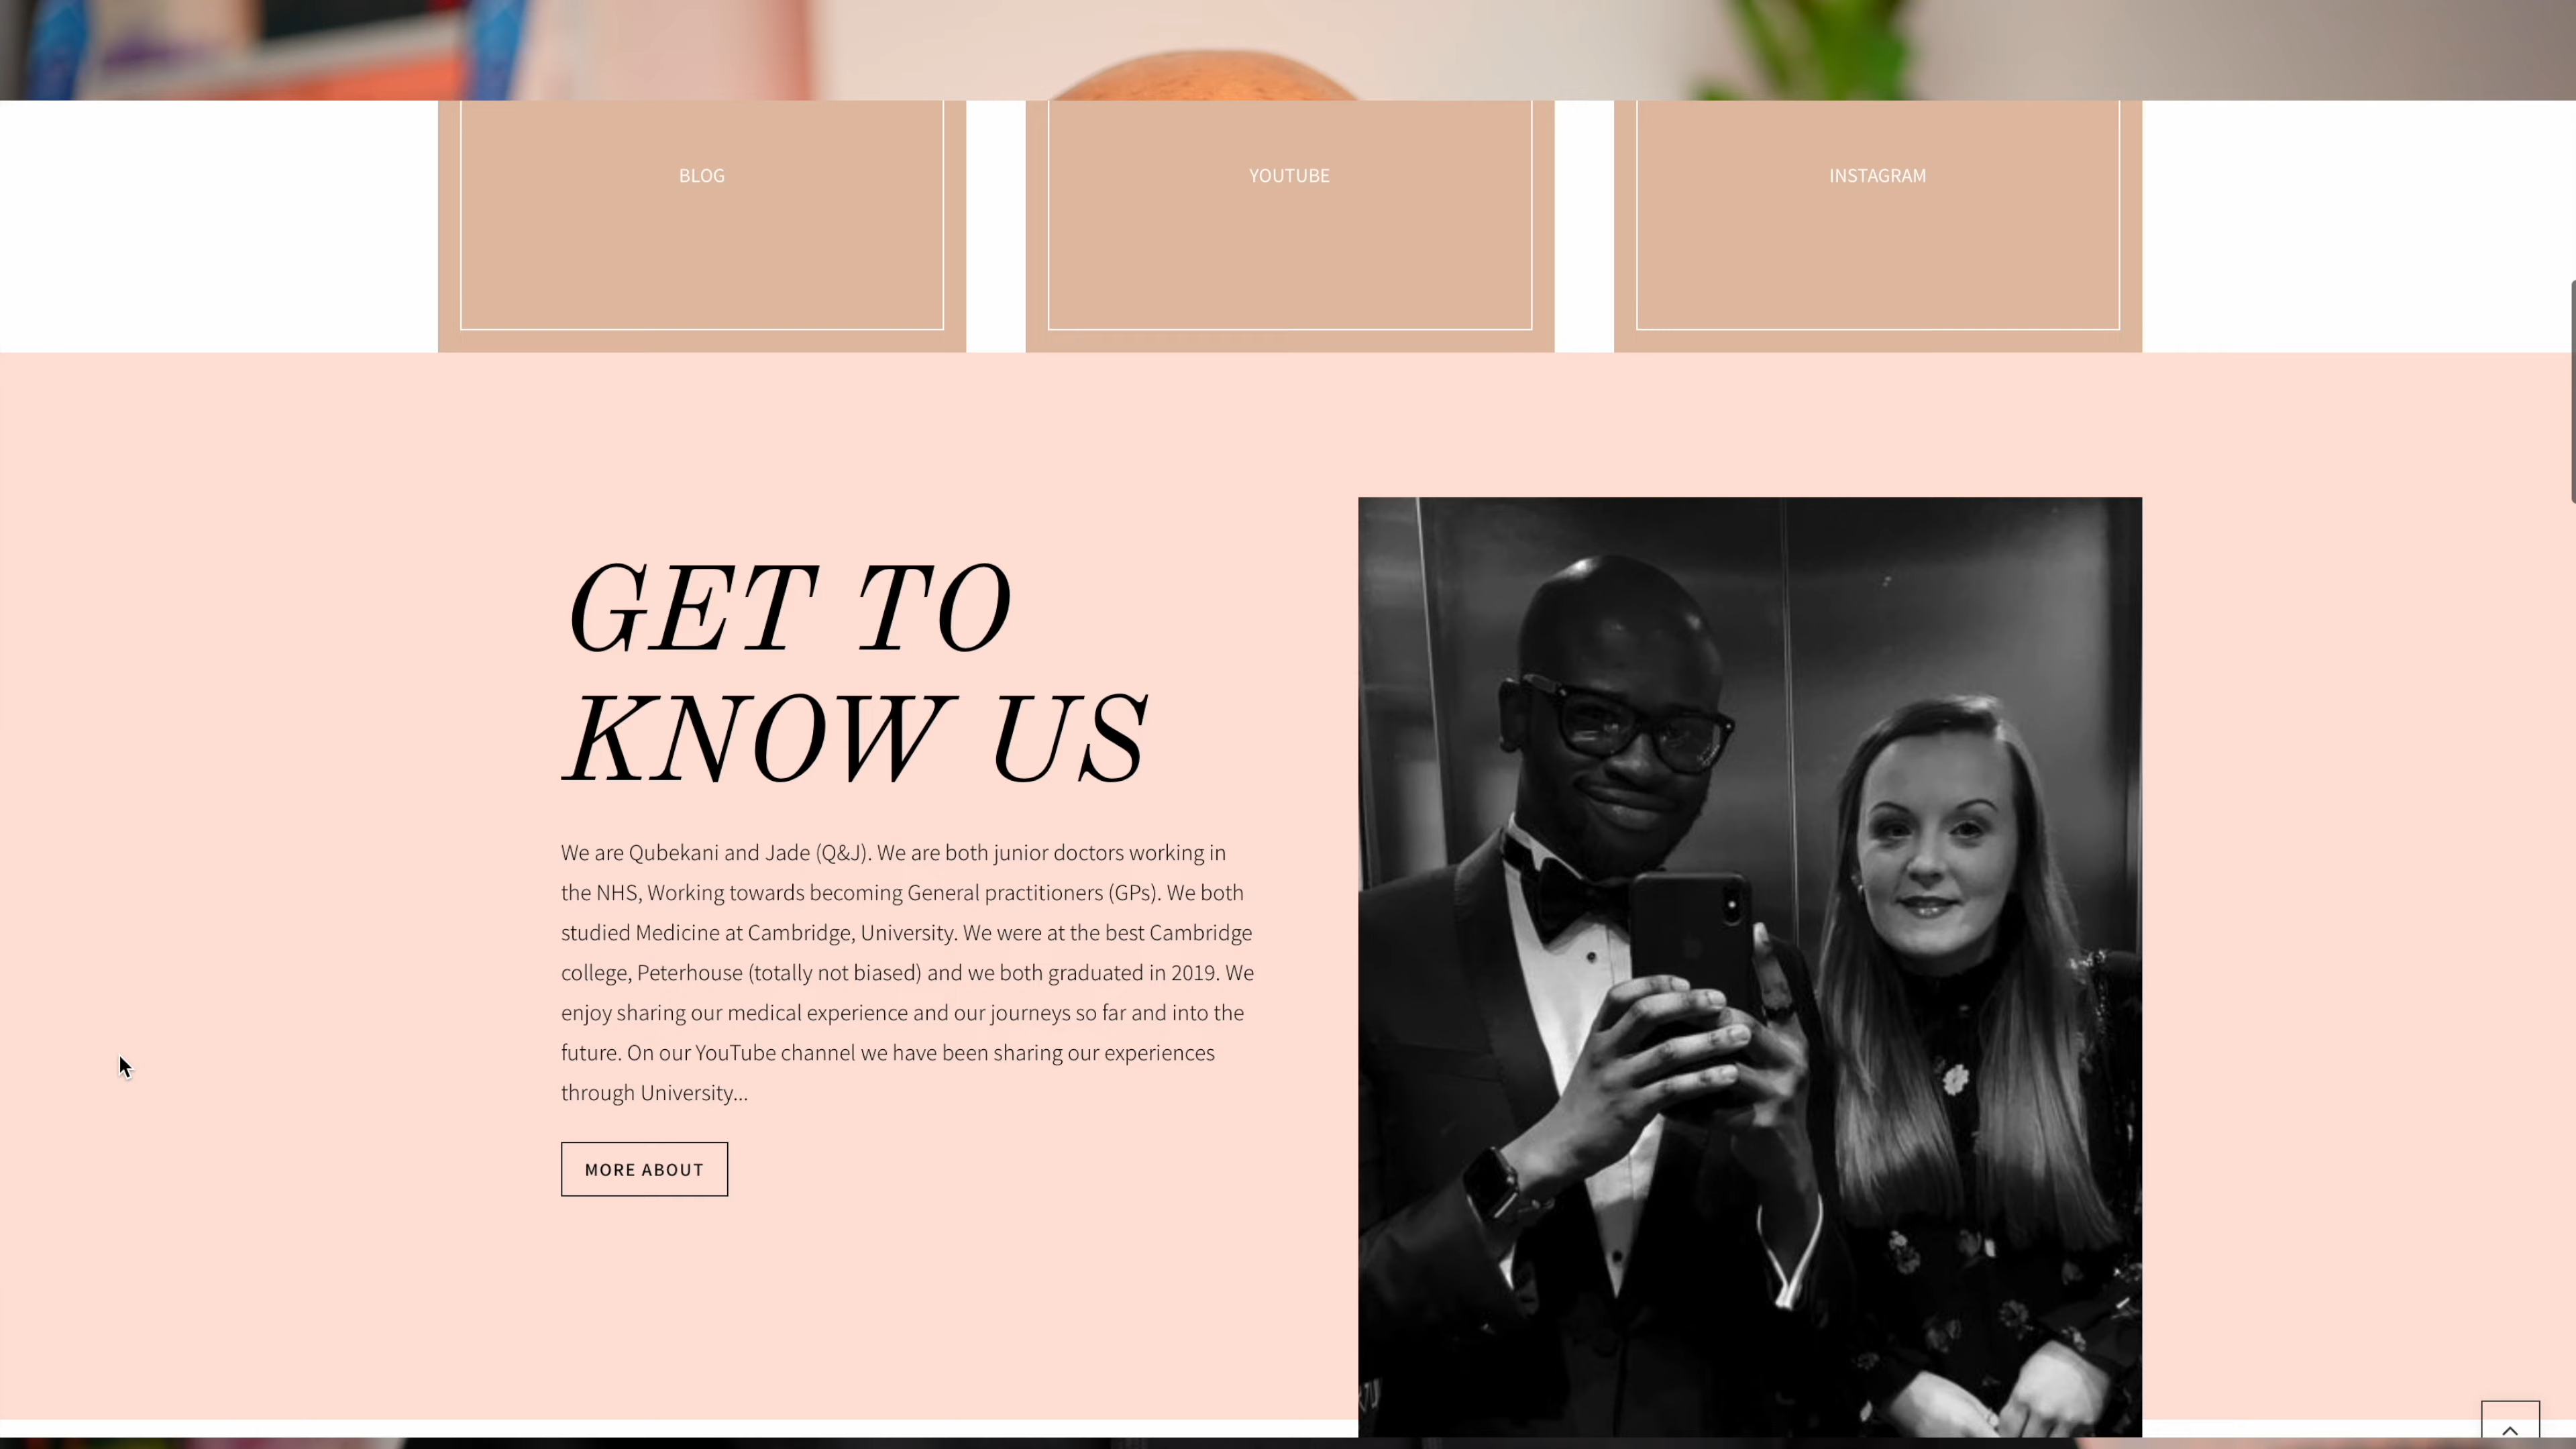 BLOG
YOUTUBE
INSTAGRAM
GET TO
KNOW US
We are Qubekani and Jade (Q&J). We are both junior doctors working in
the NHS, Working towards becoming General practitioners (GPs). We both
studied Medicine at Cambridge, University. We were at the best Cambridge
college, Peterhouse (totally not biased) and we both graduated in 2019. We
enjoy sharing our medical experience and our journeys so far and into the
future. On our YouTube channel we have been sharing our experiences
through University...
MORE ABOUT